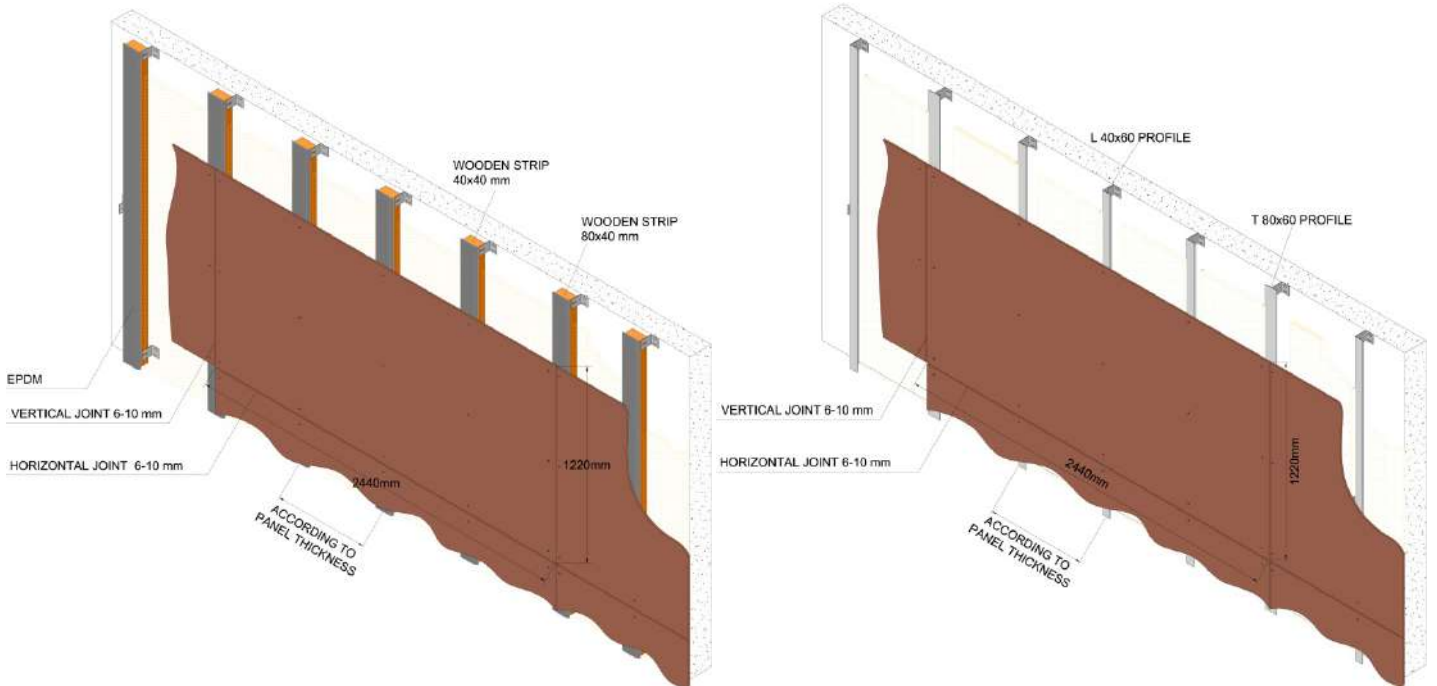 WOODEN STRIP
40x40 mm
WOODEN STRIP
80x40 mm
EPDM
VERTICAL JOINT 6-10 mm
HORIZONTAL JOINT 6-10 mm
1220mm
2440mm
ACCORDING TO
PANEL THICKNESS
L 40x60 PROFILE
T 80x60 PROFILE
VERTICAL JOINT 6-10 mm
HORIZONTAL JOINT 6-10 mm
1220mm
2440mm
ACCORDING TO
PANEL THICKNESS